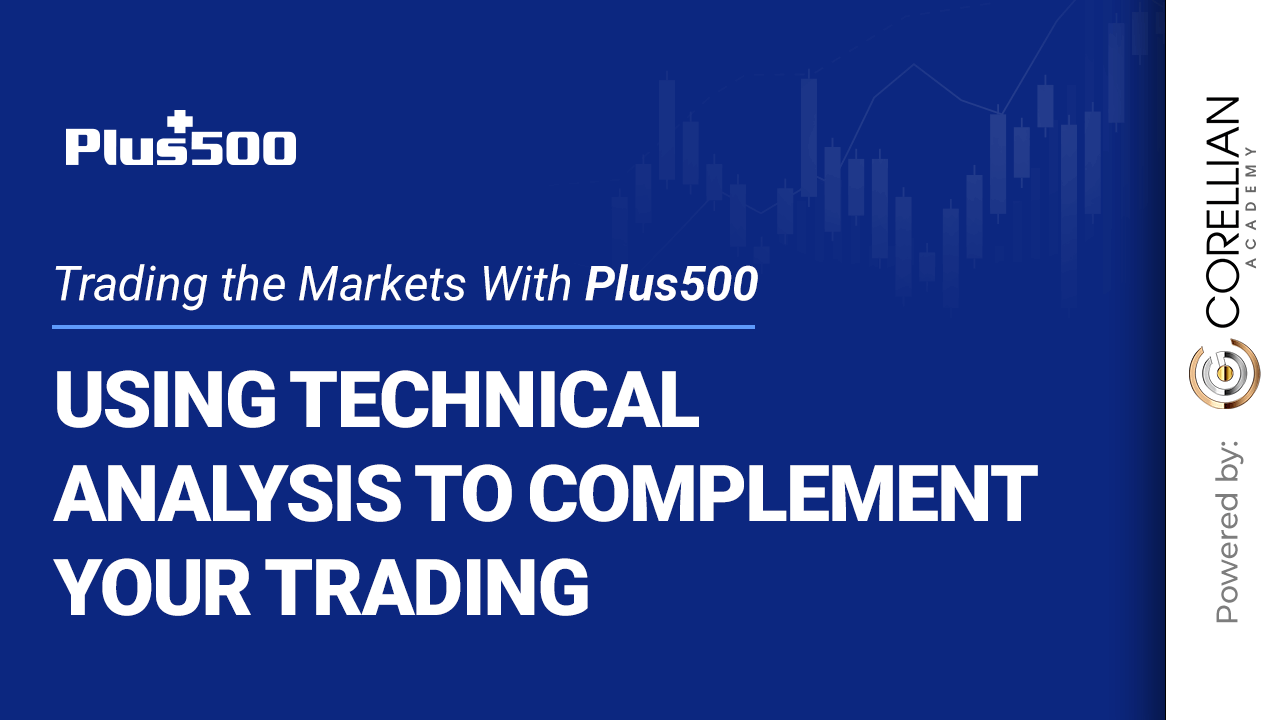 Plus500
Trading the Markets With Plus500
USING TECHNICAL
ANALYSIS TO COMPLEMENT
YOUR TRADING
Powered by:
CORELLIAN
ACADEMY